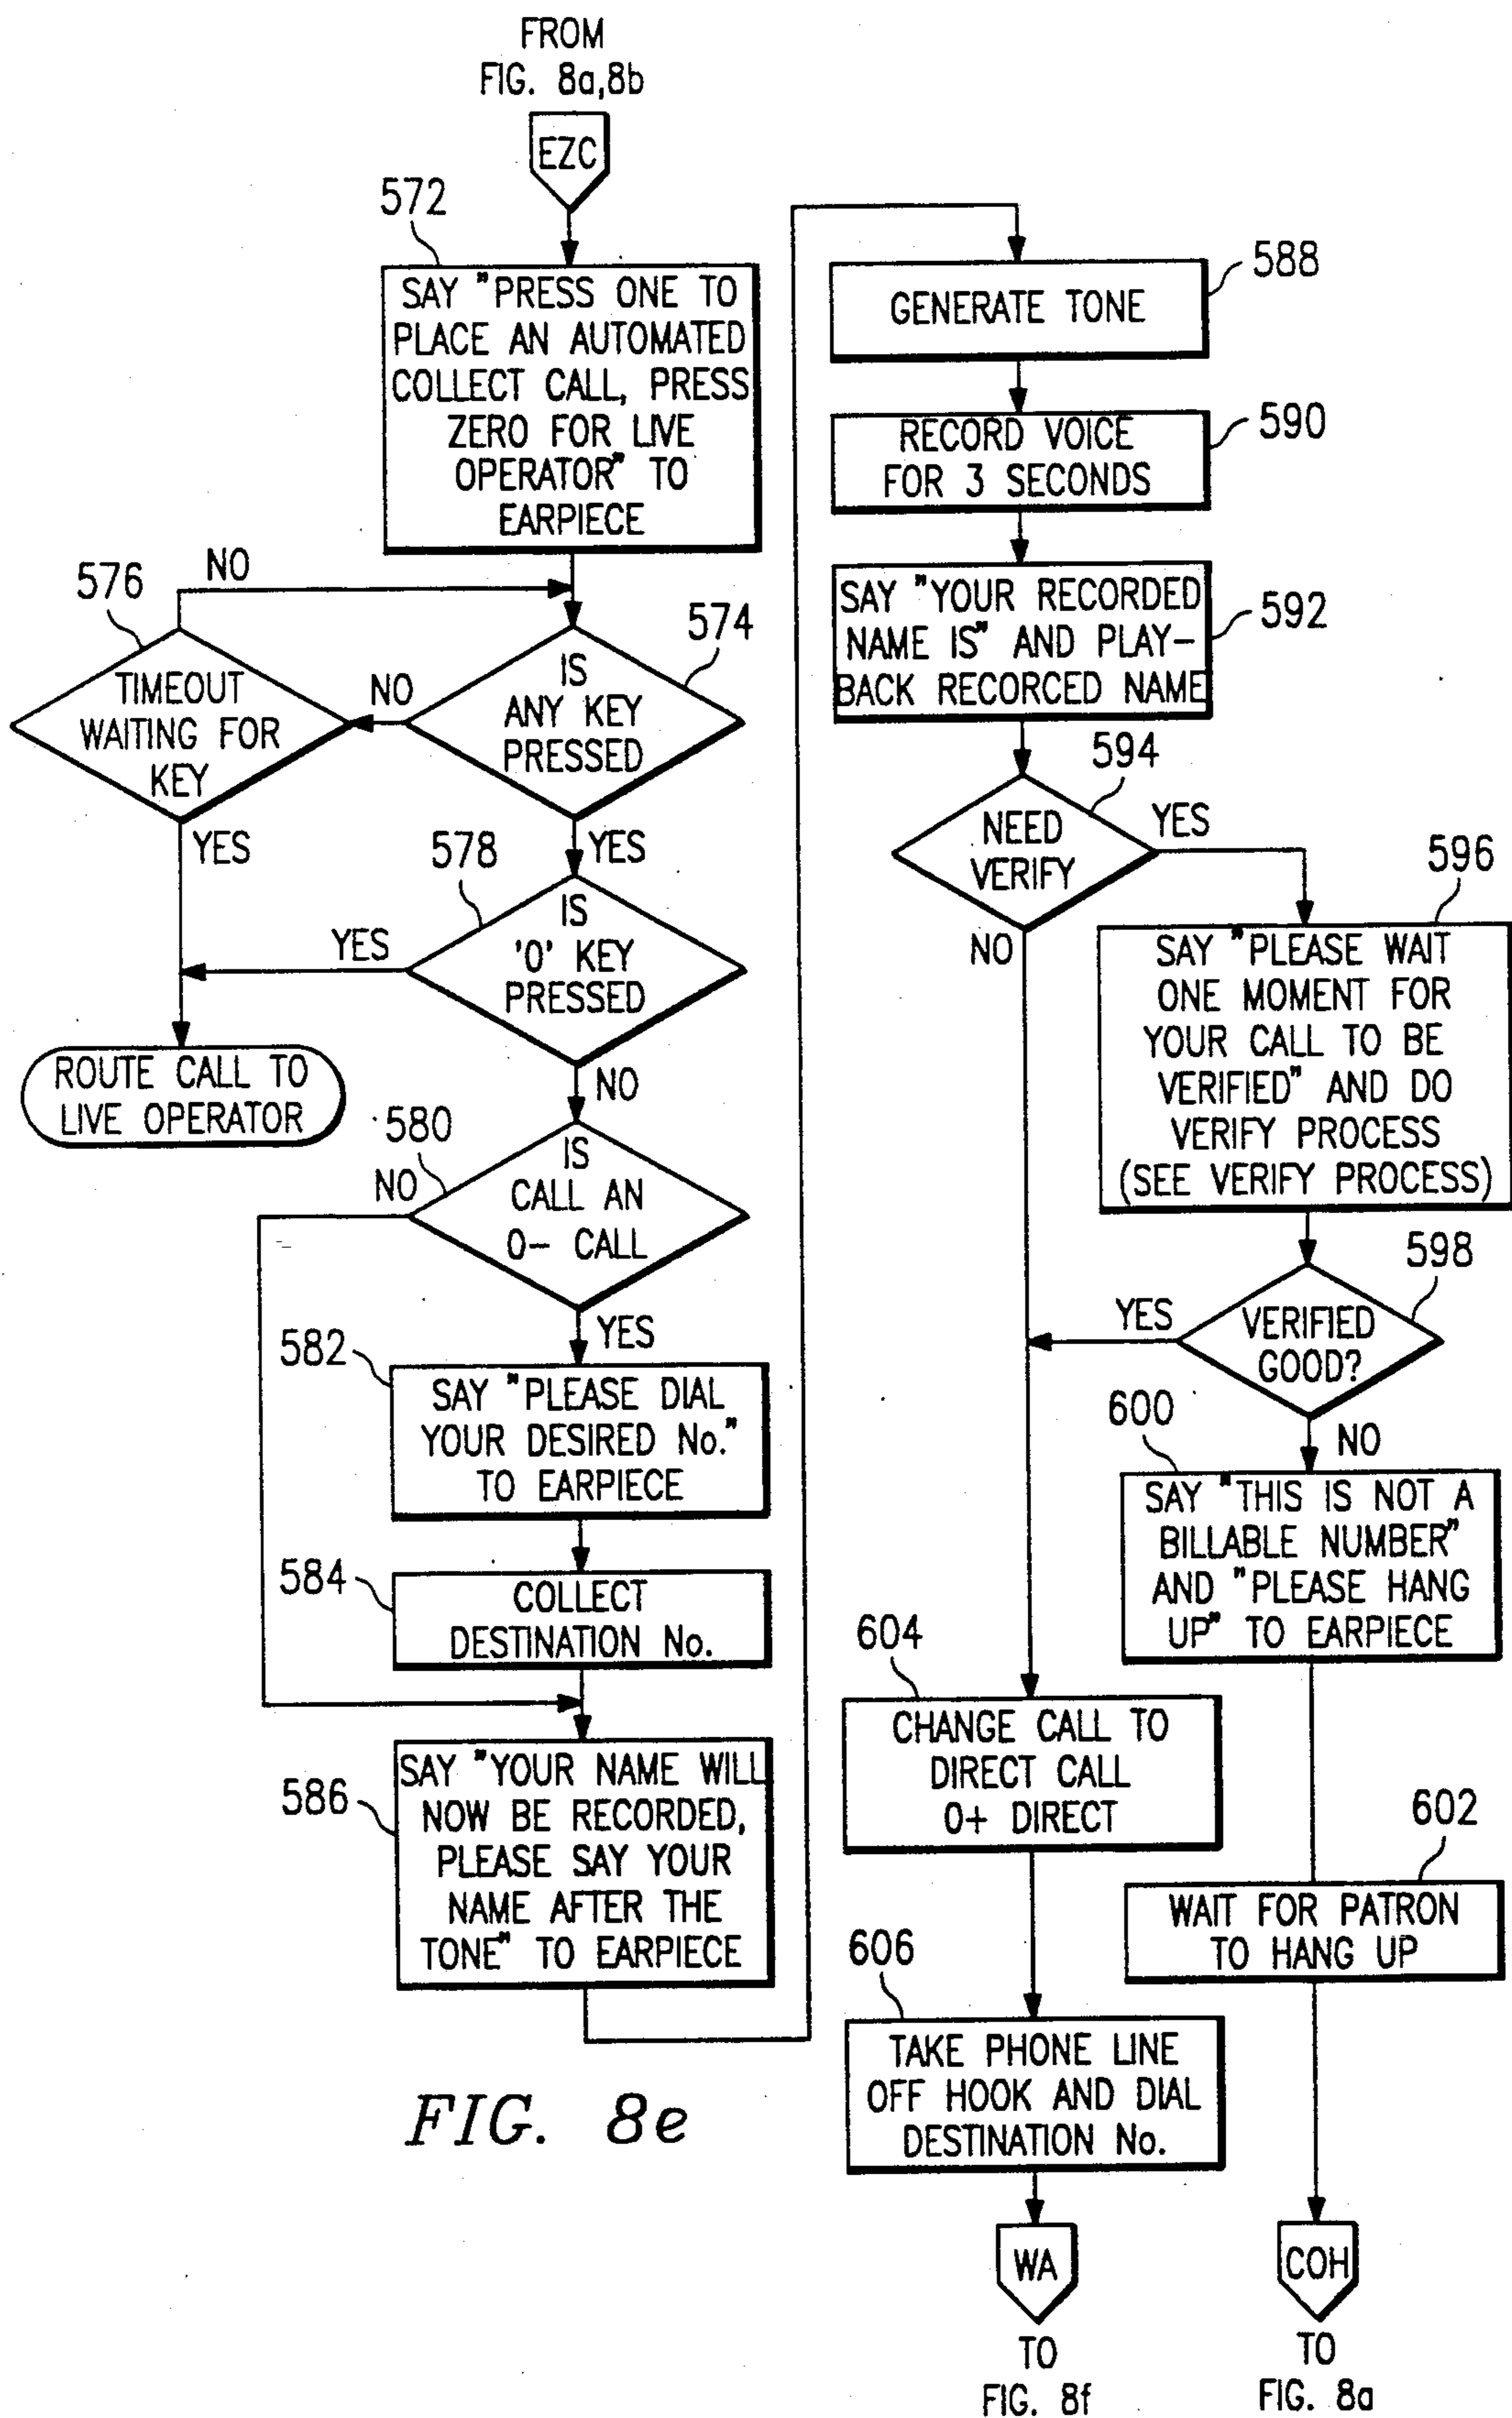 FROM
FIG. 8a,8b
EZC
572
SAY "PRESS ONE TO
PLACE AN AUTOMATED
COLLECT CALL, PRESS
ZERO FOR LIVE
OPERATOR" TO
EARPIECE
576
NO
574
TIMEOUT
WAITING FOR
KEY
NO
IS
ANY KEY
PRESSED
YES
578
YES
YES
IS
'0' KEY
PRESSED
ROUTE CALL TO
LIVE OPERATOR
NO
580
NO
IS
CALL AN
0- CALL
YES
582
SAY "PLEASE DIAL
YOUR DESIRED No."
TO EARPIECE
584
COLLECT
DESTINATION No.
586
SAY "YOUR NAME WILL
NOW BE RECORDED,
PLEASE SAY YOUR
NAME AFTER THE
TONE" TO EARPIECE
588
GENERATE TONE
590
RECORD VOICE
FOR 3 SECONDS
592
SAY "YOUR RECORDED
NAME IS" AND PLAY-
BACK RECORCED NAME
594
NEED
VERIFY
YES
NO
596
SAY "PLEASE WAIT
ONE MOMENT FOR
YOUR CALL TO BE
VERIFIED" AND DO
VERIFY PROCESS
(SEE VERIFY PROCESS)
598
YES
VERIFIED
GOOD?
600
NO
SAY "THIS IS NOT A
BILLABLE NUMBER"
AND "PLEASE HANG
UP" TO EARPIECE
604
CHANGE CALL TO
DIRECT CALL
0+ DIRECT
602
WAIT FOR PATRON
TO HANG UP
606
TAKE PHONE LINE
OFF HOOK AND DIAL
DESTINATION No.
WA
COH
TO
FIG. 8f
TO
FIG. 8a
FIG. 8e